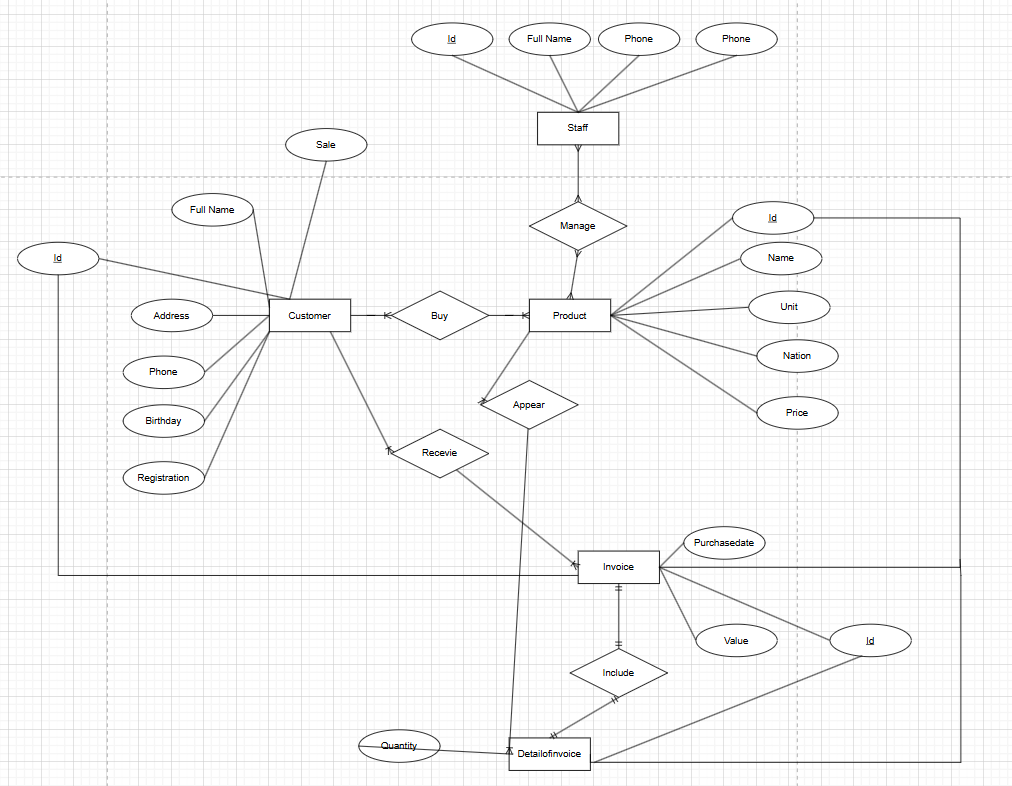 Id
Full Name
Phone
Phone
Staff
Sale
Full Name
Manage
Id
Name
Id
Address
Customer
Buy
Product
Unit
Nation
Phone
Appear
Price
Birthday
Recevie
Registration
Purchasedate
Invoice
Value
Id
Include
Quantity
Detailofinvoice